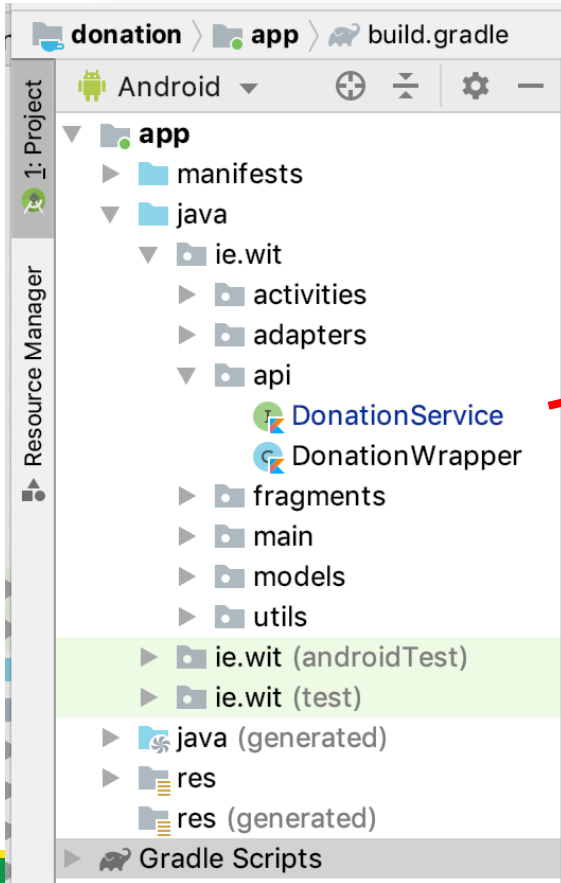 donation app build.gradle
Android
1: Project
app
manifests
java
ie.wit
activities
adapters
api
Resource Manager
DonationService
DonationWrapper
fragments
main
models
utils
ie.wit (androidTest)
ie.wit (test)
java (generated)
res
res (generated)
Gradle Scripts